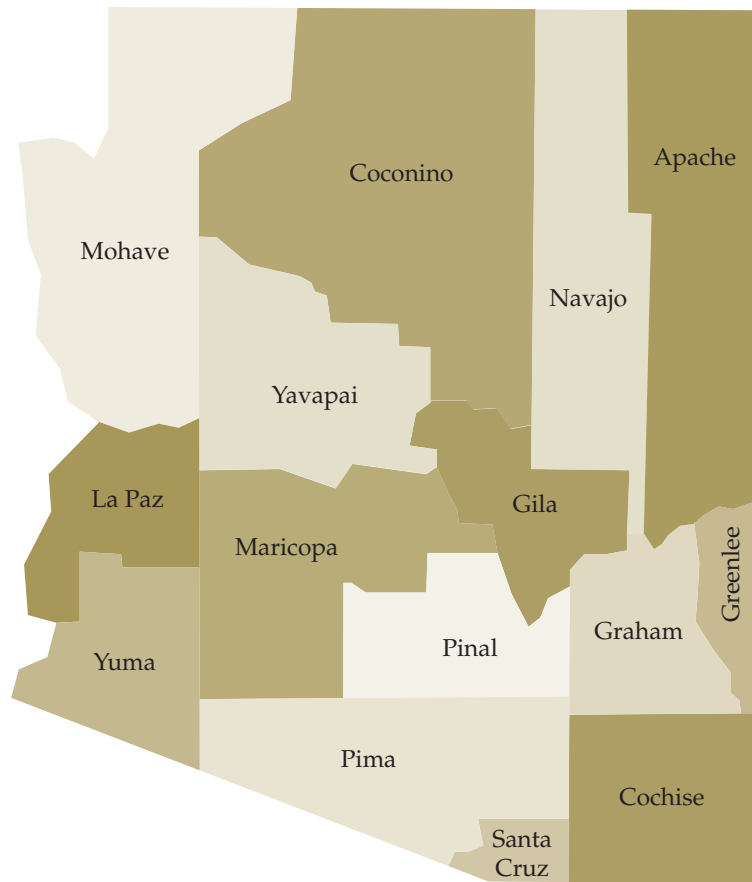 Coconino
Apache
Mohave
Navajo
Yavapai
La Paz
Gila
Maricopa
Greenlee
Graham
Pinal
Yuma
Pima
Cochise
Santa
Cruz